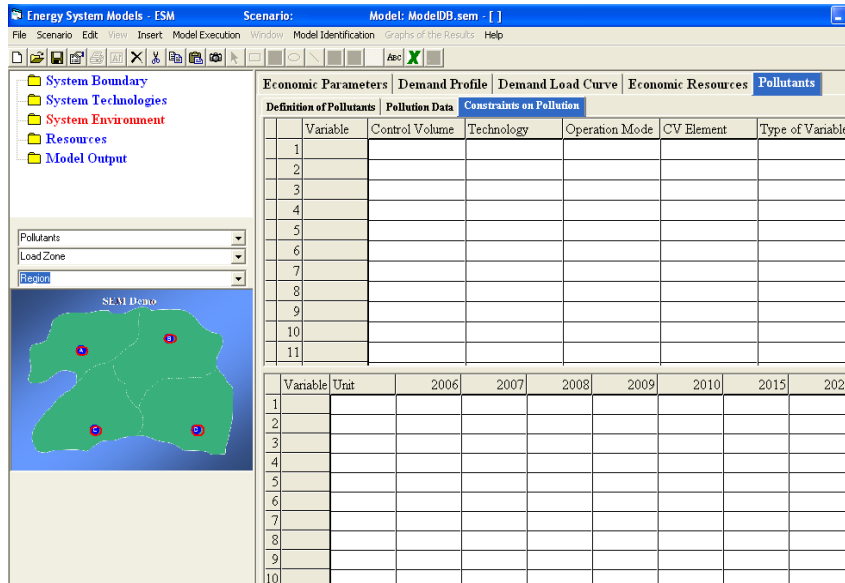 Energy System Models - ESM Scenario: Model: ModelDB.sem - [ ]
File Scenario Edit View Insert Model Execution Window Model Identification Graphs of the Results Help
ABC X
System Boundary
System Technologies
System Environment
Resources
Model Output
Pollutants
Load Zone
Region
SEM Demo
A
B
C
D
Economic Parameters Demand Profile Demand Load Curve Economic Resources Pollutants
Definition of Pollutants Pollution Data Constraints on Pollution
Variable Control Volume Technology Operation Mode CV Element Type of Variable
1
2
3
4
5
6
7
8
9
10
11
Variable Unit 2006 2007 2008 2009 2010 2015 202
1
2
3
4
5
6
7
8
9
10